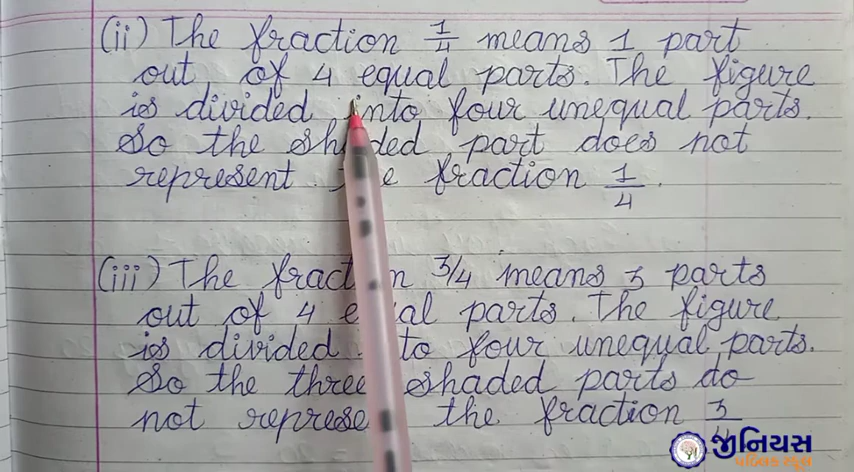 (ii) The fraction 1/4 means 1 part
out of 4 equal parts. The figure
is divided into four unequal parts.
So the shaded part does not
represent the fraction 1/4.
(iii) The fraction 3/4 means 3 parts
out of 4 equal parts. The figure
is divided into four unequal parts.
So the three shaded parts do
not represent the fraction 3/4
જીનિયસ
પબ્લિક સ્કૂલ